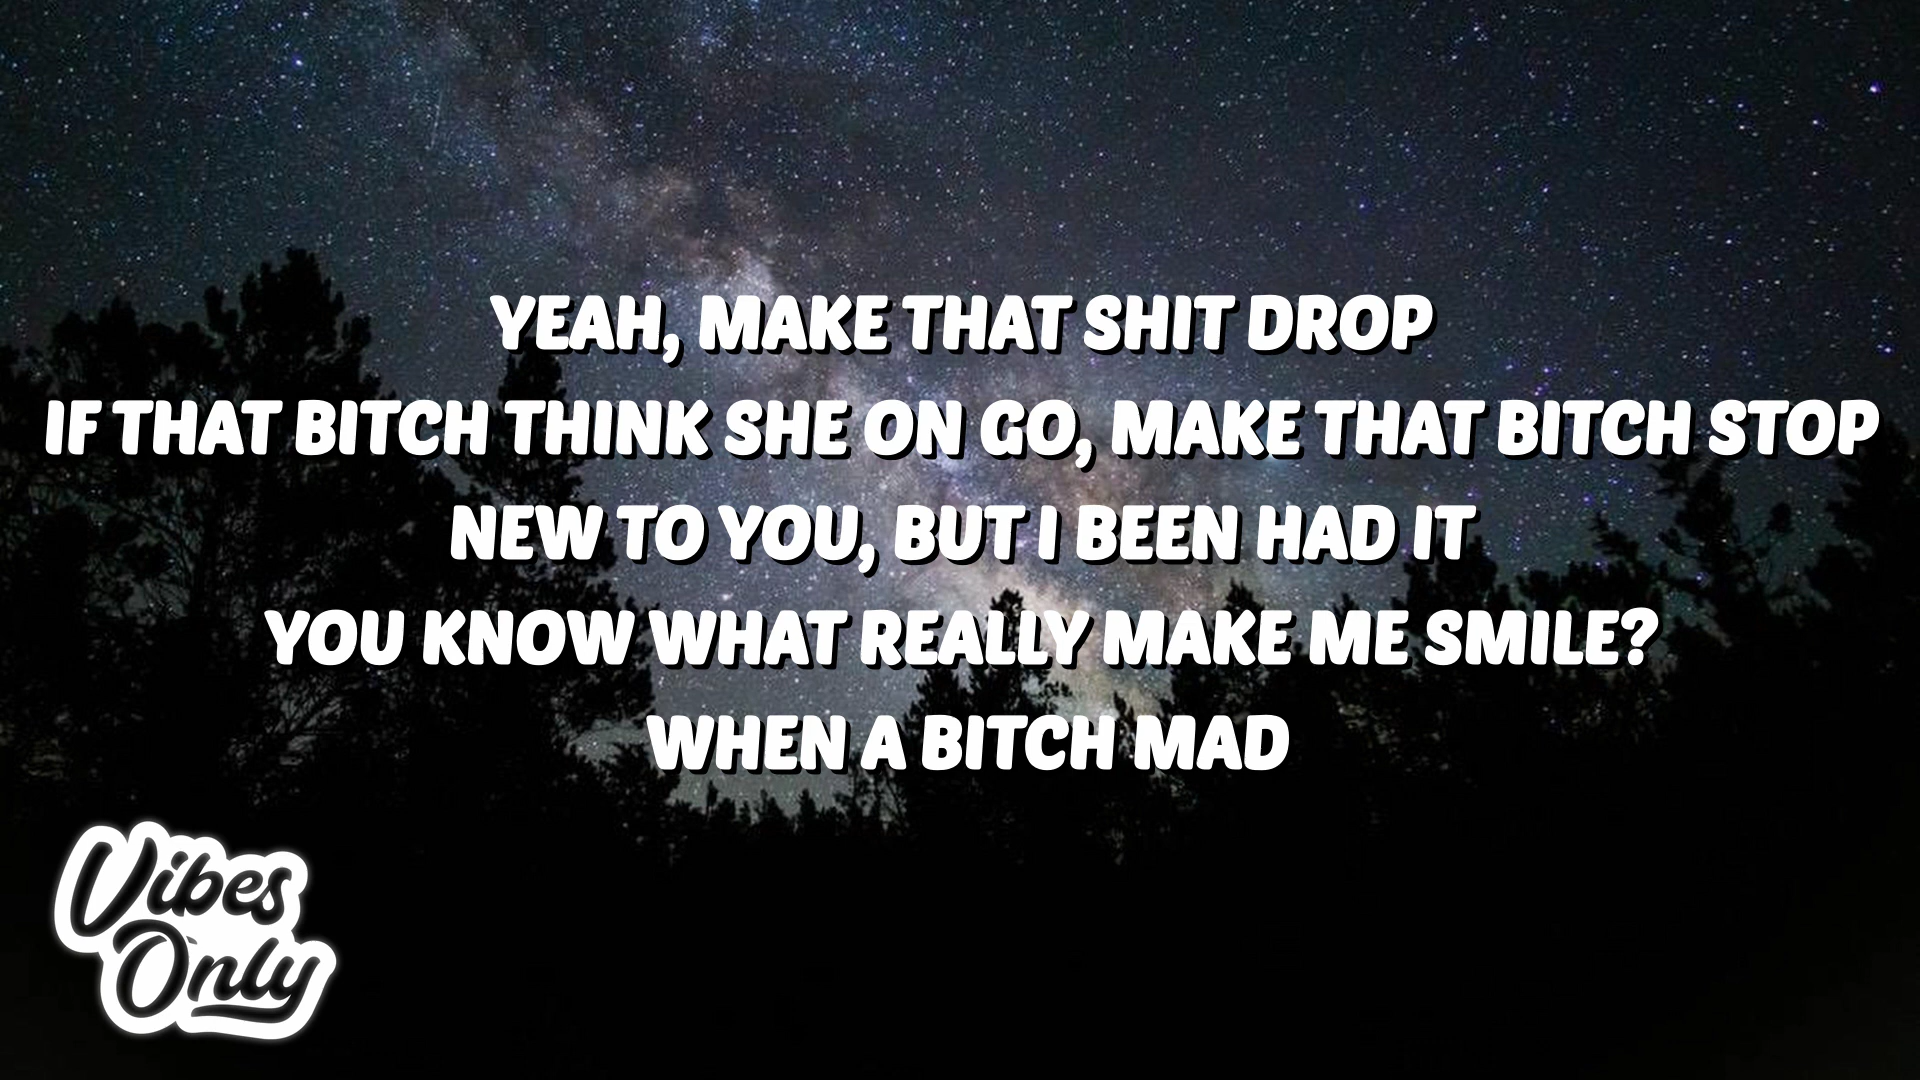 YEAH, MAKE THAT SHIT DROP
IF THAT BITCH THINK SHE ON GO, MAKE THAT BITCH STOP
NEW TO YOU, BUT I BEEN HAD IT
YOU KNOW WHAT REALLY MAKE ME SMILE?
WHEN A BITCH MAD
Vibes
Only